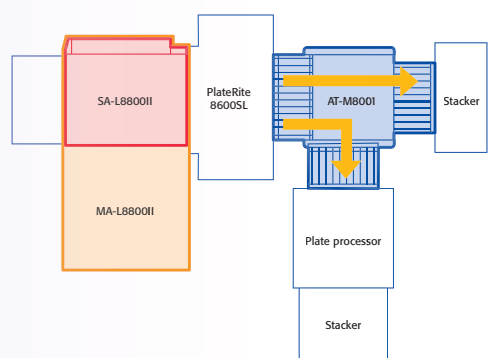 SA-L8800II
PlateRite
8600SL
AT-M8001
Stacker
MA-L8800II
Plate processor
Stacker